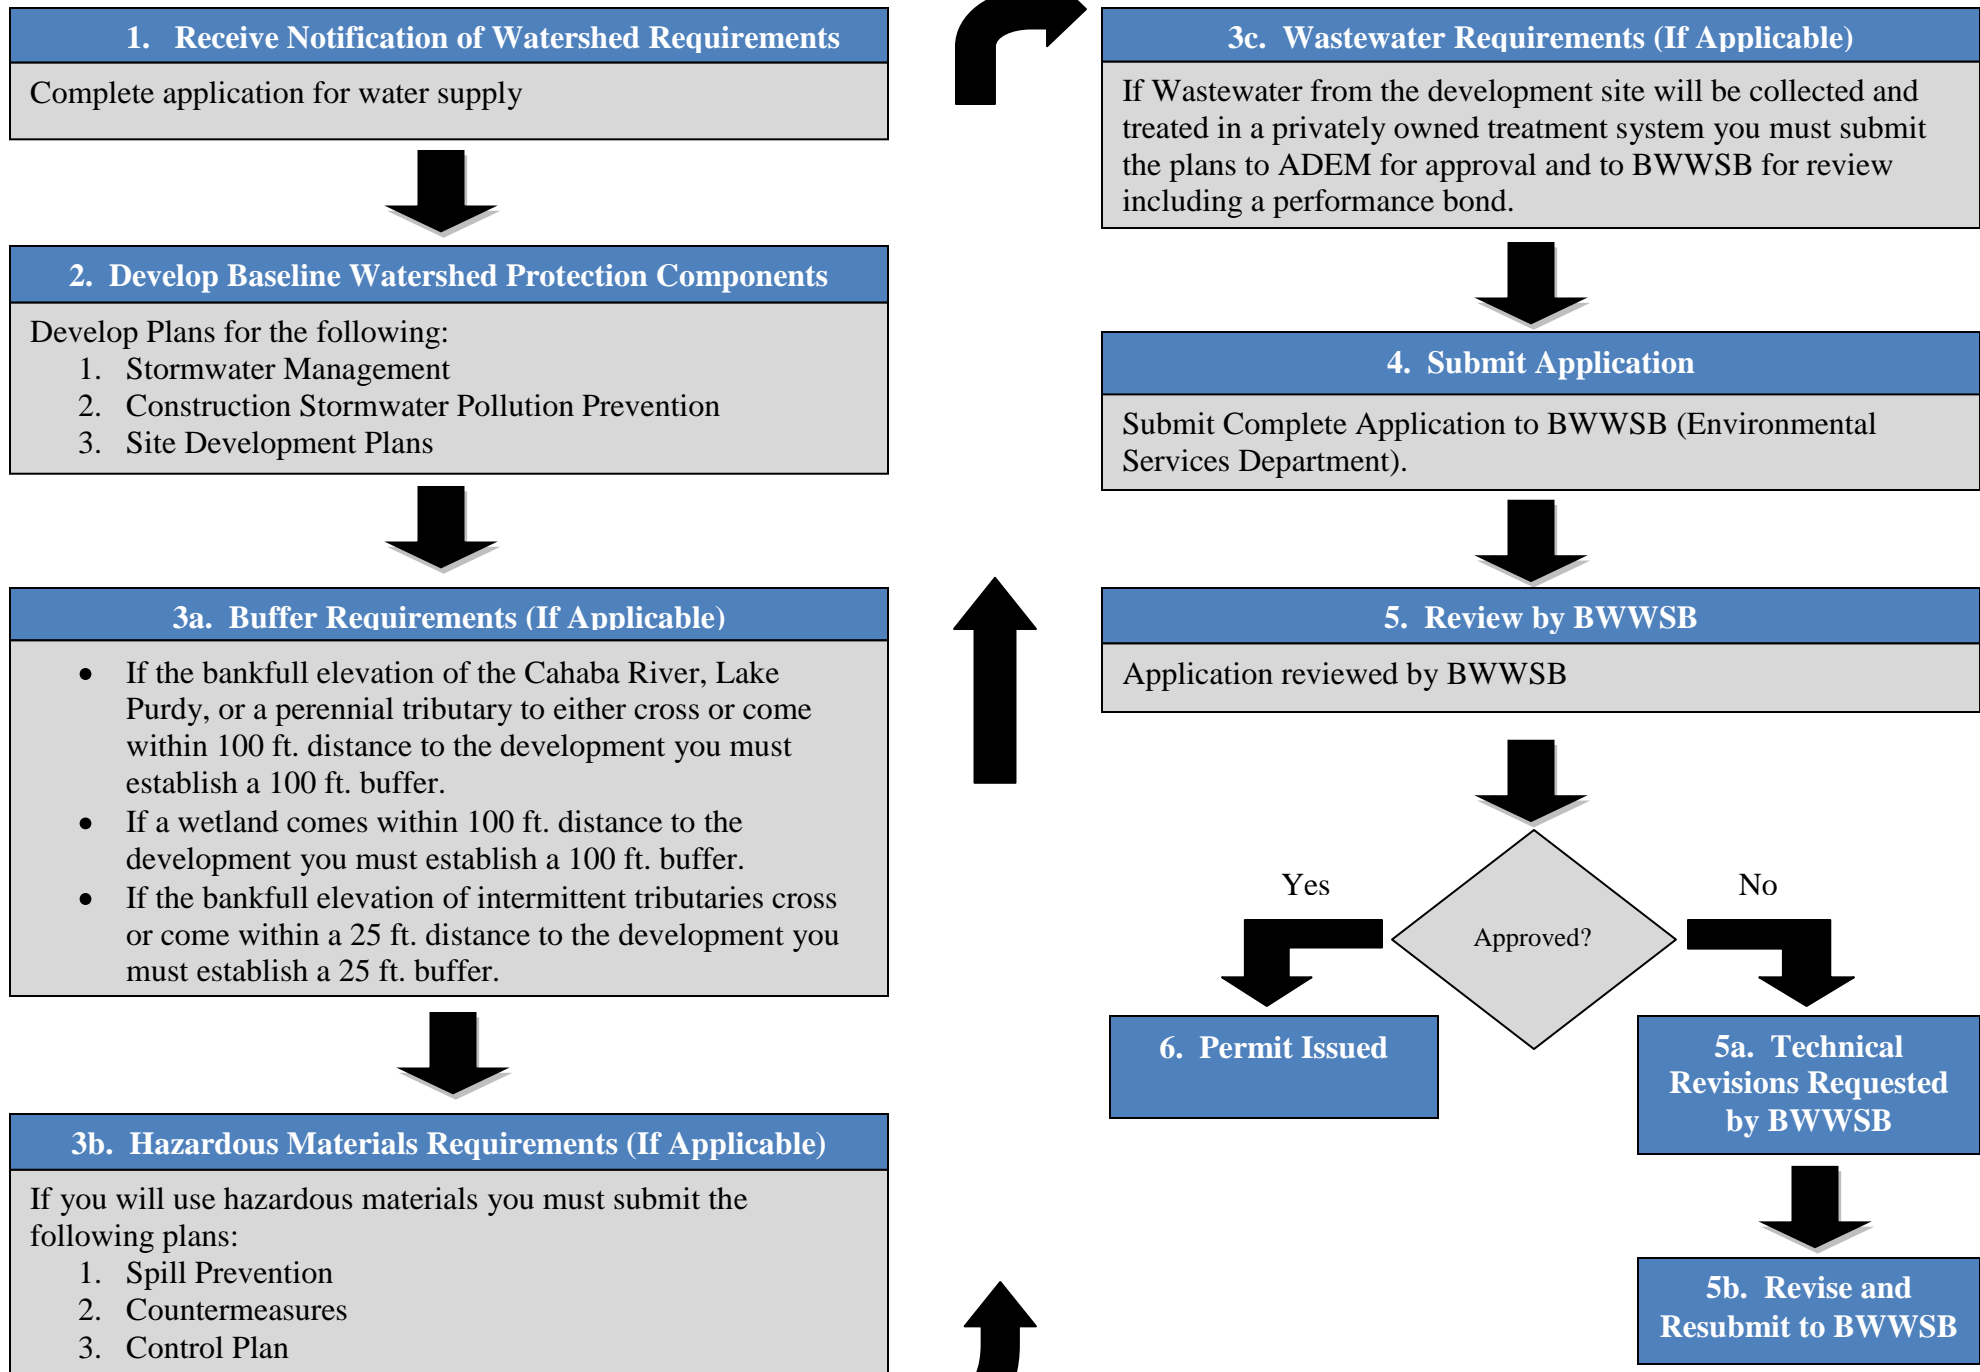 1. Receive Notification of Watershed Requirements
Complete application for water supply
2. Develop Baseline Watershed Protection Components
Develop Plans for the following:
1. Stormwater Management
2. Construction Stormwater Pollution Prevention
3. Site Development Plans
3a. Buffer Requirements (If Applicable)
• If the bankfull elevation of the Cahaba River, Lake
Purdy, or a perennial tributary to either cross or come
within 100 ft. distance to the development you must
establish a 100 ft. buffer.
• If a wetland comes within 100 ft. distance to the
development you must establish a 100 ft. buffer.
• If the bankfull elevation of intermittent tributaries cross
or come within a 25 ft. distance to the development you
must establish a 25 ft. buffer.
3b. Hazardous Materials Requirements (If Applicable)
If you will use hazardous materials you must submit the
following plans:
1. Spill Prevention
2. Countermeasures
3. Control Plan
3c. Wastewater Requirements (If Applicable)
If Wastewater from the development site will be collected and
treated in a privately owned treatment system you must submit
the plans to ADEM for approval and to BWWSB for review
including a performance bond.
4. Submit Application
Submit Complete Application to BWWSB (Environmental
Services Department).
5. Review by BWWSB
Application reviewed by BWWSB
Approved?
Yes
No
6. Permit Issued
5a. Technical
Revisions Requested
by BWWSB
5b. Revise and
Resubmit to BWWSB